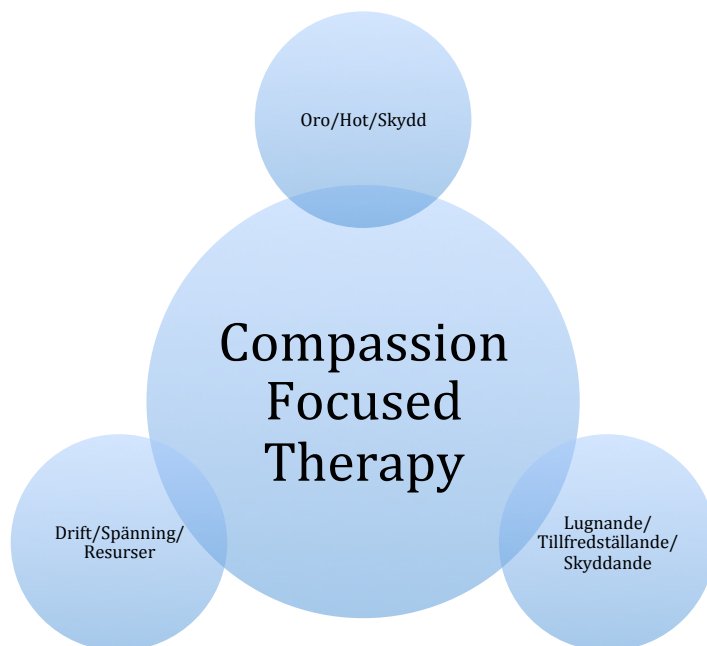 Oro/Hot/Skydd
Compassion
Focused
Therapy
Drift/Spänning/
Resurser
Lugnande/
Tillfredställande/
Skyddande